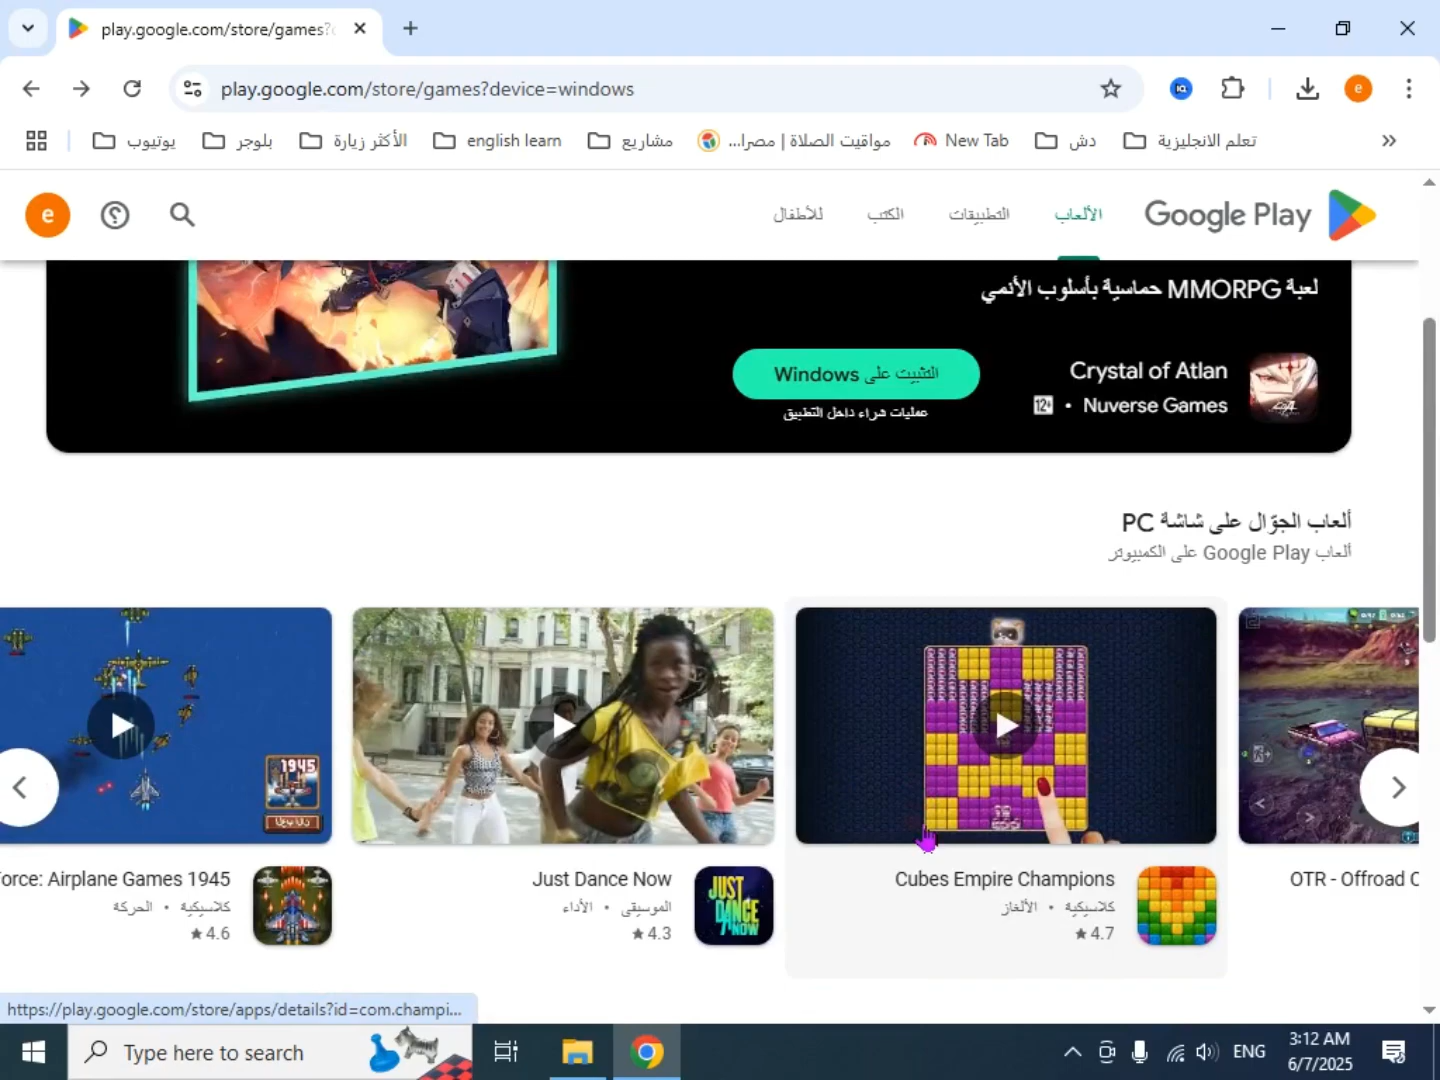 play.google.com/store/games?
play.google.com/store/games?device=windows
e
يوتيوب
بلوجر
الأكثر زيارة
english learn
مشاريع
مواقيت الصلاة | مصرا...
New Tab
دش
تعلم الانجليزية
Google Play
الألعاب
التطبيقات
الكتب
للأطفال
e
لعبة MMORPG حماسية بأسلوب الأنمي
Crystal of Atlan
Nuverse Games • 12+
التثبيت على Windows
عمليات شراء داخل التطبيق
ألعاب الجوّال على شاشة PC
ألعاب Google Play على الكمبيوتر
1945
OTR - Offroad C
Cubes Empire Champions
الألغاز • كلاسيكية
4.7 ★
JUST DANCE NOW
Just Dance Now
الأداء • الموسيقى
4.3 ★
orce: Airplane Games 1945
الحركة • كلاسيكية
4.6 ★
https://play.google.com/store/apps/details?id=com.champi...
Type here to search
ENG
3:12 AM
6/7/2025